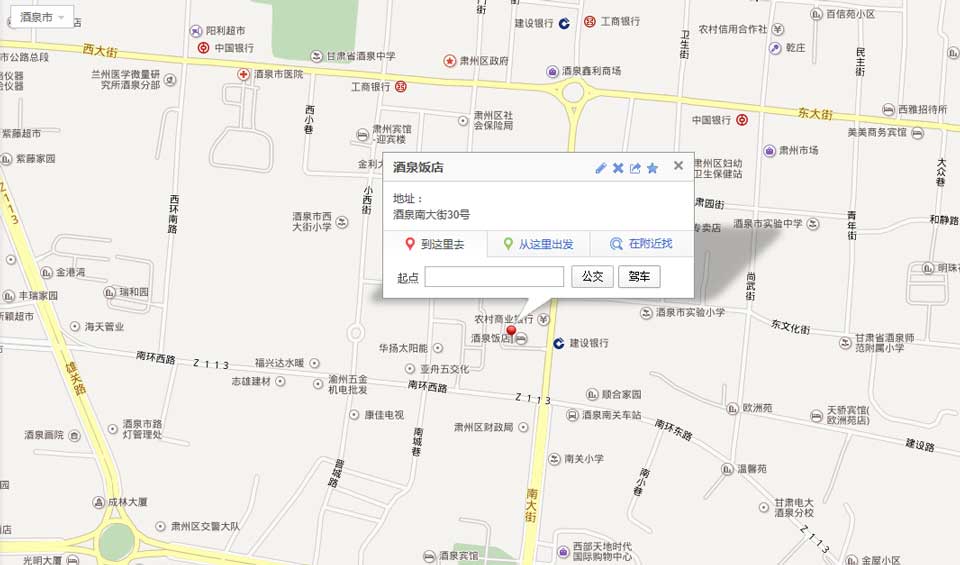 酒泉市
阳利超市
中国银行
建设银行
工商银行
百信苑小区
农村信用合作社
乾庄
卫生街
民主街
西大街
市公路总段
兰州医学微量研
究所酒泉分部
酒泉市医院
甘肃省酒泉中学
肃州区政府
酒泉鑫利商场
工商银行
东大街
西雅招待所
中国银行
美美商务宾馆
紫藤超市
紫藤家园
西小巷
肃州宾馆
-迎宾楼
肃州区社
会保险局
肃州市场
肃州区妇幼
卫生保健站
大众巷
酒泉饭店
地址：
酒泉南大街30号
到这里去
从这里出发
在附近找
起点
公交
驾车
Z113
西环南路
小西街
酒泉市西
大街小学
肃园街
专卖店
酒泉市实验中学
青年街
和静路
金港湾
丰瑞家园
瑞和园
尚武街
明珠
海天管业
农村商业银行
酒泉饭店
建设银行
酒泉市实验小学
东文化街
甘肃省酒泉师
范附属小学
南环西路
Z113
福兴达水暖
志雄建材
华扬太阳能
亚舟五交化
渝州五金
机电批发
南环西路
Z113
雄关路
顺合家园
酒泉南关车站
欧洲苑
天骄宾馆(
欧洲苑店)
康佳电视
肃州区财政局
南环东路
建设路
酒泉画院
酒泉市路
灯管理处
南城巷
晋城路
南关小学
南小巷
温馨苑
成林大厦
南大街
甘肃电大
酒泉分校
肃州区交警大队
Z113
光明大厦
酒泉宾馆
西部天地时代
国际购物中心
金屋小区